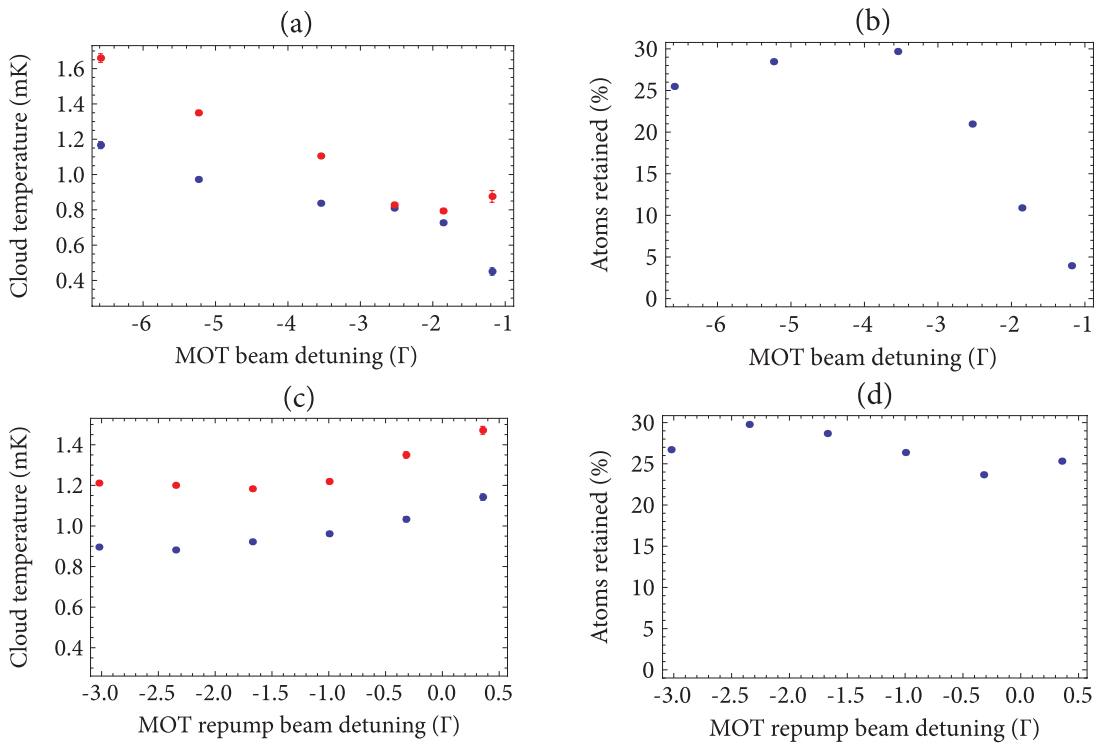 (a)
Cloud temperature (mK)
1.6
1.4
1.2
1.0
0.8
0.6
0.4
-6 -5 -4 -3 -2 -1
MOT beam detuning (Γ)
(b)
Atoms retained (%)
30
25
20
15
10
5
0
-6 -5 -4 -3 -2 -1
MOT beam detuning (Γ)
(c)
Cloud temperature (mK)
1.4
1.2
1.0
0.8
0.6
0.4
-3.0 -2.5 -2.0 -1.5 -1.0 -0.5 0.0 0.5
MOT repump beam detuning (Γ)
(d)
Atoms retained (%)
30
25
20
15
10
5
0
-3.0 -2.5 -2.0 -1.5 -1.0 -0.5 0.0 0.5
MOT repump beam detuning (Γ)